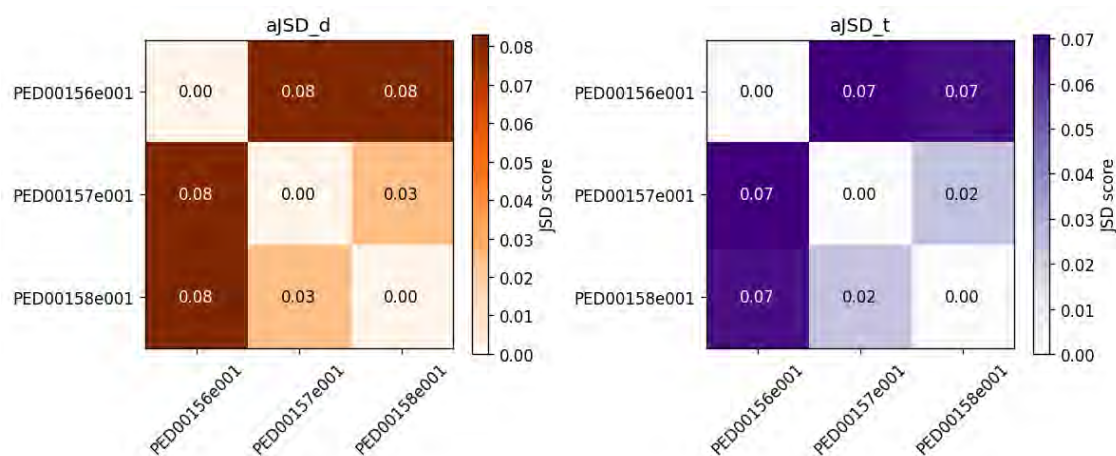 aJSD_d
PED00156e001
PED00157e001
PED00158e001
0.00 0.08 0.08
0.08 0.00 0.03
0.08 0.03 0.00
PED00156e001
PED00157e001
PED00158e001
0.08
0.07
0.06
0.05
0.04
0.03
0.02
0.01
0.00
JSD score
aJSD_t
PED00156e001
PED00157e001
PED00158e001
0.00 0.07 0.07
0.07 0.00 0.02
0.07 0.02 0.00
PED00156e001
PED00157e001
PED00158e001
0.07
0.06
0.05
0.04
0.03
0.02
0.01
0.00
JSD score